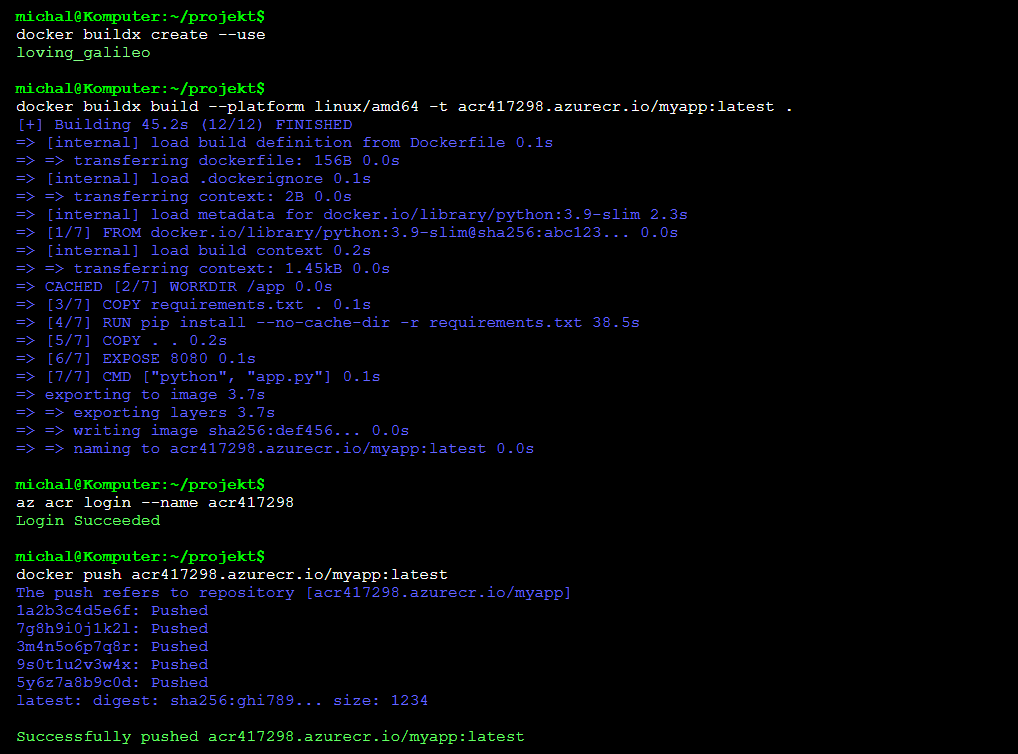 michal@Komputer:~/projekt$
docker buildx create --use
loving_galileo
michal@Komputer:~/projekt$
docker buildx build --platform linux/amd64 -t acr417298.azurecr.io/myapp:latest .
[+] Building 45.2s (12/12) FINISHED
=> [internal] load build definition from Dockerfile 0.1s
=> => transferring dockerfile: 156B 0.0s
=> [internal] load .dockerignore 0.1s
=> => transferring context: 2B 0.0s
=> [internal] load metadata for docker.io/library/python:3.9-slim 2.3s
=> [1/7] FROM docker.io/library/python:3.9-slim@sha256:abc123... 0.0s
=> [internal] load build context 0.2s
=> => transferring context: 1.45kB 0.0s
=> CACHED [2/7] WORKDIR /app 0.0s
=> [3/7] COPY requirements.txt . 0.1s
=> [4/7] RUN pip install --no-cache-dir -r requirements.txt 38.5s
=> [5/7] COPY . . 0.2s
=> [6/7] EXPOSE 8080 0.1s
=> [7/7] CMD ["python", "app.py"] 0.1s
=> exporting to image 3.7s
=> => exporting layers 3.7s
=> => writing image sha256:def456... 0.0s
=> => naming to acr417298.azurecr.io/myapp:latest 0.0s
michal@Komputer:~/projekt$
az acr login --name acr417298
Login Succeeded
michal@Komputer:~/projekt$
docker push acr417298.azurecr.io/myapp:latest
The push refers to repository [acr417298.azurecr.io/myapp]
1a2b3c4d5e6f: Pushed
7g8h9i0j1k2l: Pushed
3m4n5o6p7q8r: Pushed
9s0t1u2v3w4x: Pushed
5y6z7a8b9c0d: Pushed
latest: digest: sha256:ghi789... size: 1234
Successfully pushed acr417298.azurecr.io/myapp:latest